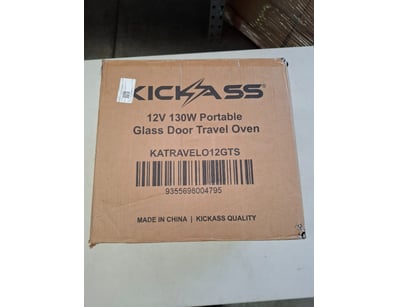 KICKASS
12V 130W Portable
Glass Door Travel Oven
KATRAVELO12GTS
9355698004795
MADE IN CHINA | KICKASS QUALITY